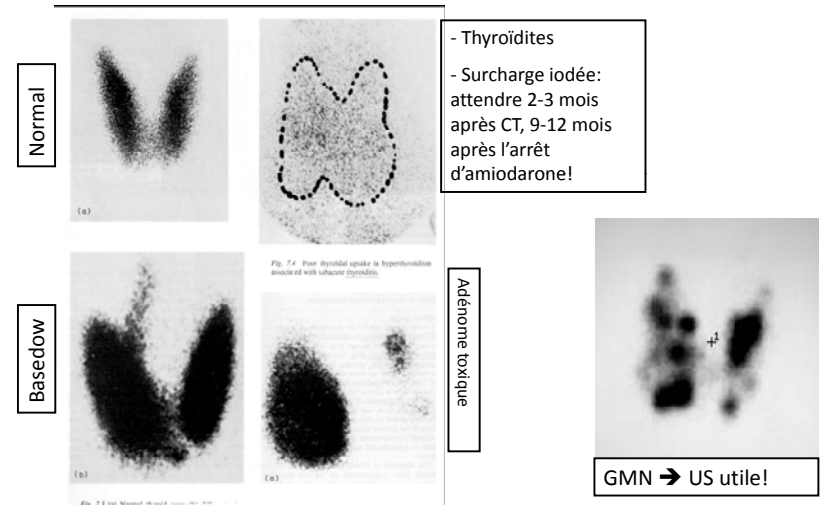 Normal
(a)
- Thyroïdites
- Surcharge iodée:
attendre 2-3 mois
après CT, 9-12 mois
après l’arrêt
d’amiodarone!
Fig. 7.4 Poor thyroidal uptake in hyperthyroidism
associated with subacute thyroiditis.
Basedow
(b)
(a)
Adénome toxique
1
GMN ➔ US utile!